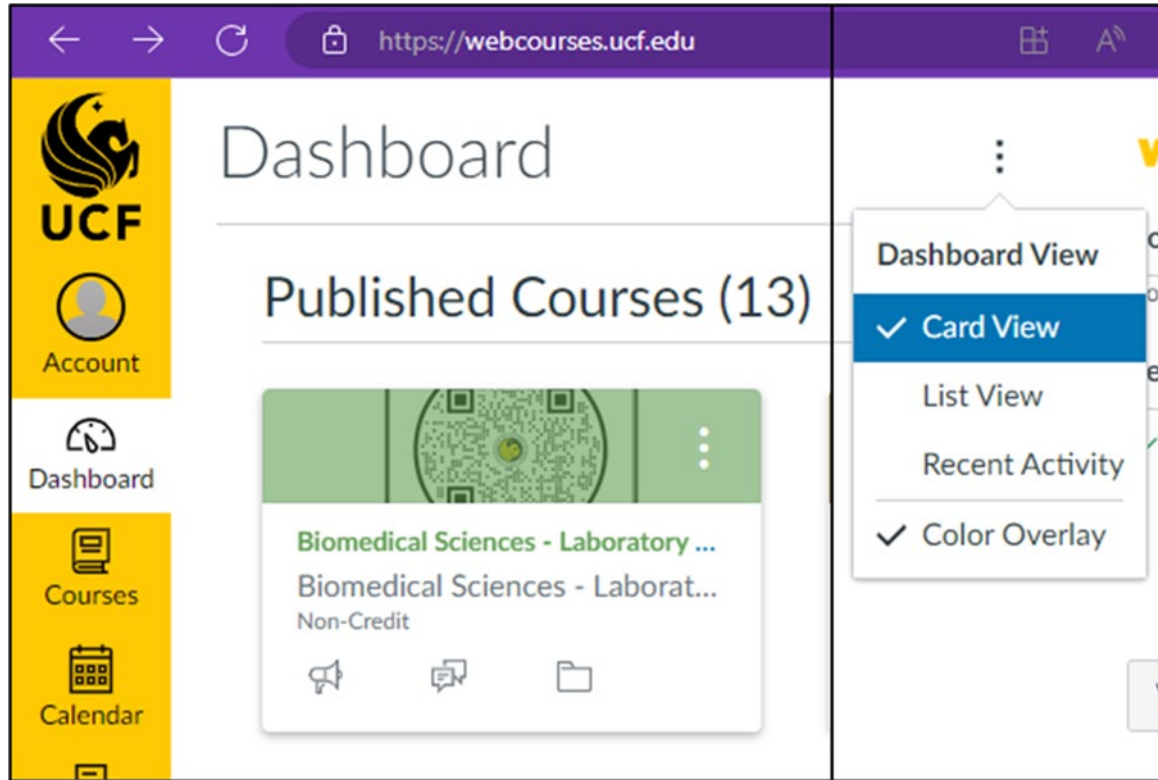 https://webcourses.ucf.edu
UCF
Account
Dashboard
Courses
Calendar
Dashboard
Published Courses (13)
Biomedical Sciences - Laboratory ...
Biomedical Sciences - Laborat...
Non-Credit
Dashboard View
Card View
List View
Recent Activity
Color Overlay